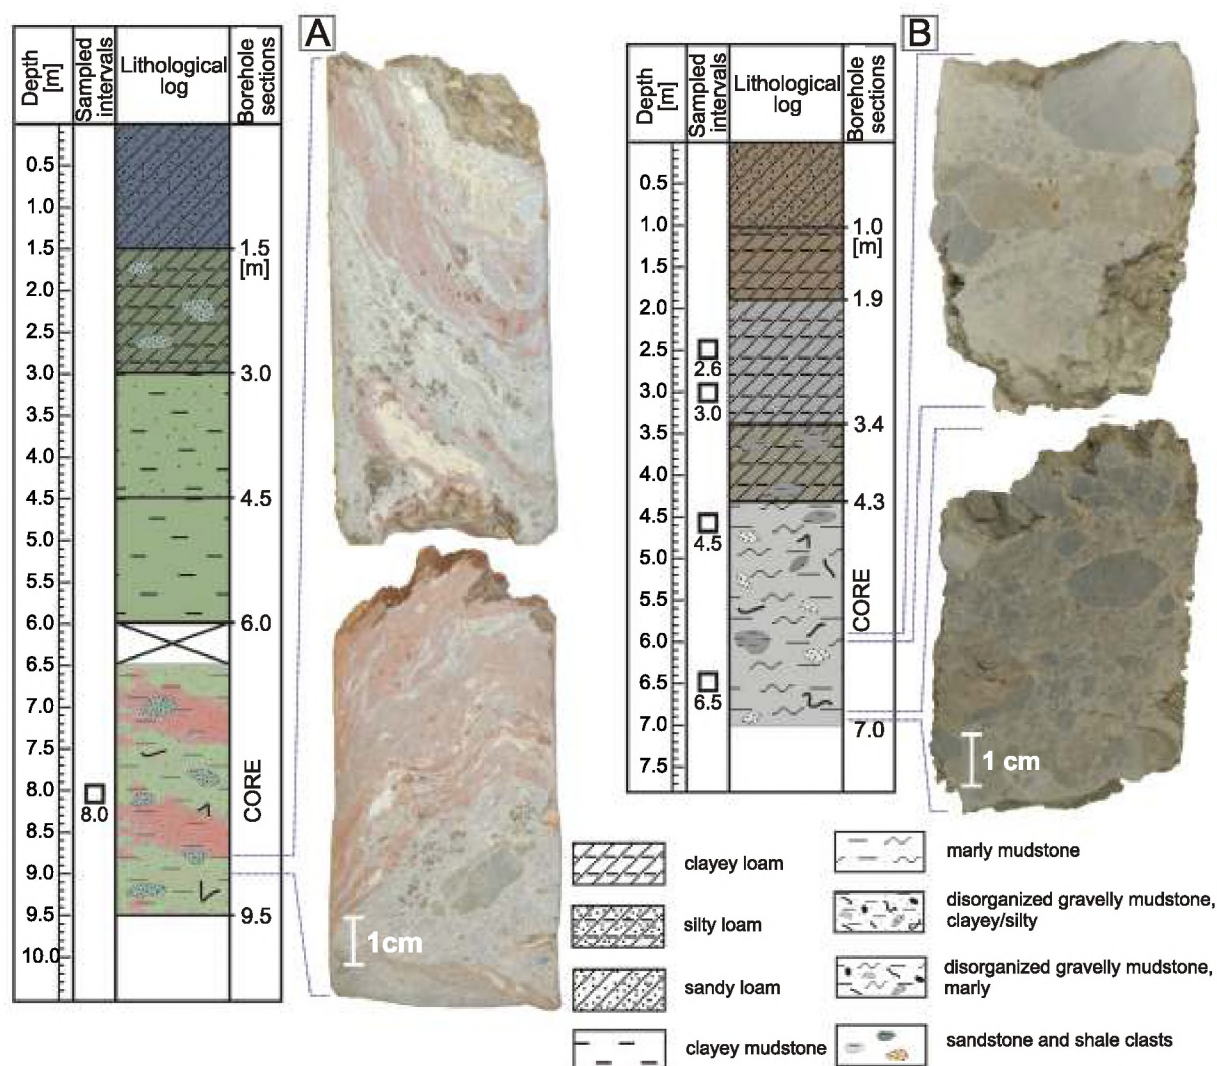 A
Depth
[m]
Sampled
intervals
Lithological
log
Borehole
sections
0.5
1.0
1.5
2.0
2.5
3.0
3.5
4.0
4.5
5.0
5.5
6.0
6.5
7.0
7.5
8.0
8.5
9.0
9.5
10.0
8.0
1.5
[m]
3.0
4.5
6.0
CORE
9.5
1cm
B
Depth
[m]
Sampled
intervals
Lithological
log
Borehole
sections
0.5
1.0
1.5
2.0
2.5
3.0
3.5
4.0
4.5
5.0
5.5
6.0
6.5
7.0
7.5
2.6
3.0
4.5
6.5
1.0
[m]
1.9
3.4
4.3
CORE
7.0
1 cm
clayey loam
silty loam
sandy loam
clayey mudstone
marly mudstone
disorganized gravelly mudstone,
clayey/silty
disorganized gravelly mudstone,
marly
sandstone and shale clasts